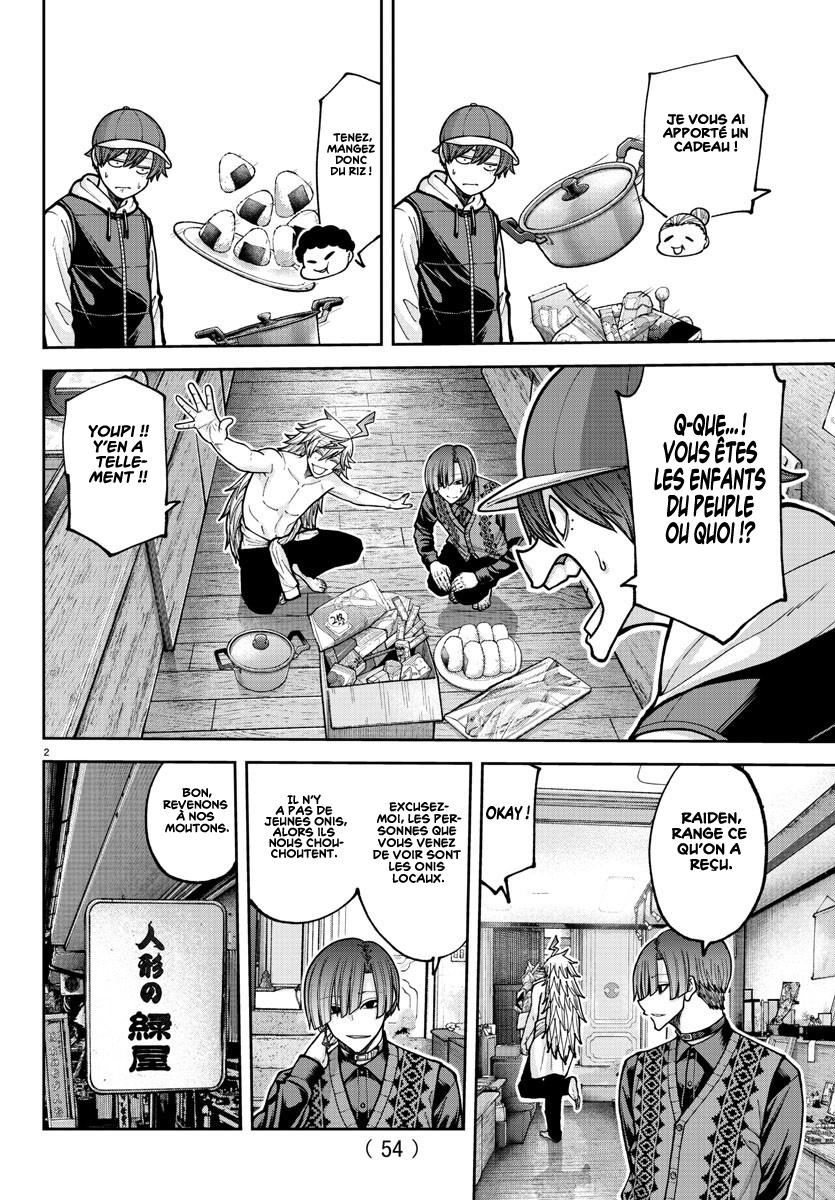 JE VOUS AI
APPORTÉ UN
CADEAU !
TENEZ,
MANGEZ
DONC
DU RIZ !
Q-QUE... !
VOUS ÊTES
LES ENFANTS
DU PEUPLE
OU QUOI !?
YOUPI !!
Y'EN A
TELLE-
MENT !!
2
RAIDEN,
RANGE CE
QU'ON A
REÇU.
OKAY !
EXCUSEZ-
MOI, LES PER-
SONNES QUE
VOUS VENEZ
DE VOIR SONT
LES ONIS
LOCAUX.
IL N'Y
A PAS DE
JEUNES ONIS,
ALORS ILS
NOUS CHOU-
CHOUTENT.
BON,
REVENONS
À NOS
MOUTONS.
人形の
緑屋
( 54 )